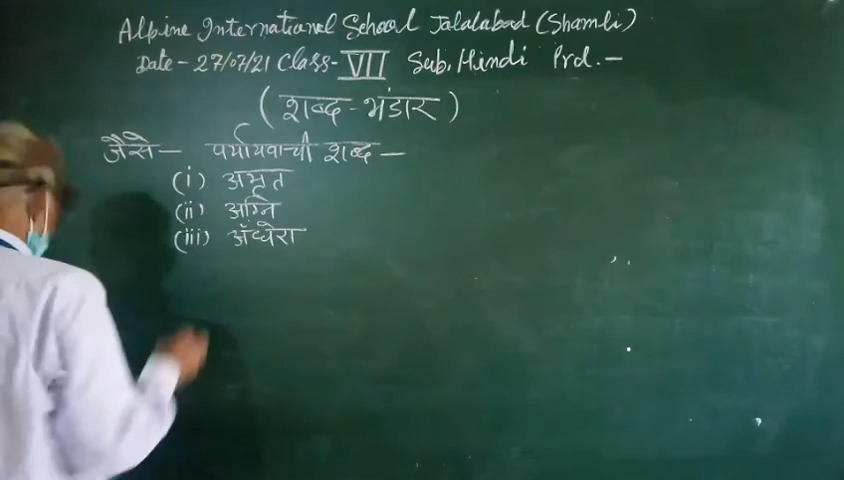 Alpine International School Jalalabad (Shamli)
Date - 27/07/21 Class - VII Sub. Hindi Prd. -
(शब्द - भंडार)
जैसे - पर्यायवाची शब्द -
(i) अमृत
(ii) अग्नि
(iii) अँधेरा